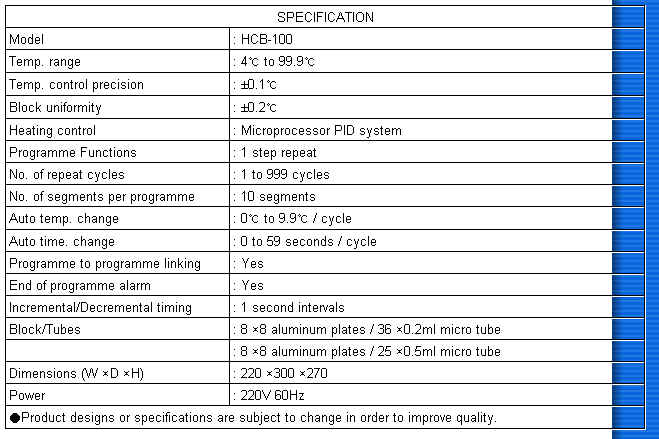 SPECIFICATION
Model : HCB-100
Temp. range : 4℃ to 99.9℃
Temp. control precision : ±0.1℃
Block uniformity : ±0.2℃
Heating control : Microprocessor PID system
Programme Functions : 1 step repeat
No. of repeat cycles : 1 to 999 cycles
No. of segments per programme : 10 segments
Auto temp. change : 0℃ to 9.9℃ / cycle
Auto time. change : 0 to 59 seconds / cycle
Programme to programme linking : Yes
End of programme alarm : Yes
Incremental/Decremental timing : 1 second intervals
Block/Tubes : 8 ×8 aluminum plates / 36 ×0.2ml micro tube
: 8 ×8 aluminum plates / 25 ×0.5ml micro tube
Dimensions (W ×D ×H) : 220 ×300 ×270
Power : 220V 60Hz
●Product designs or specifications are subject to change in order to improve quality.